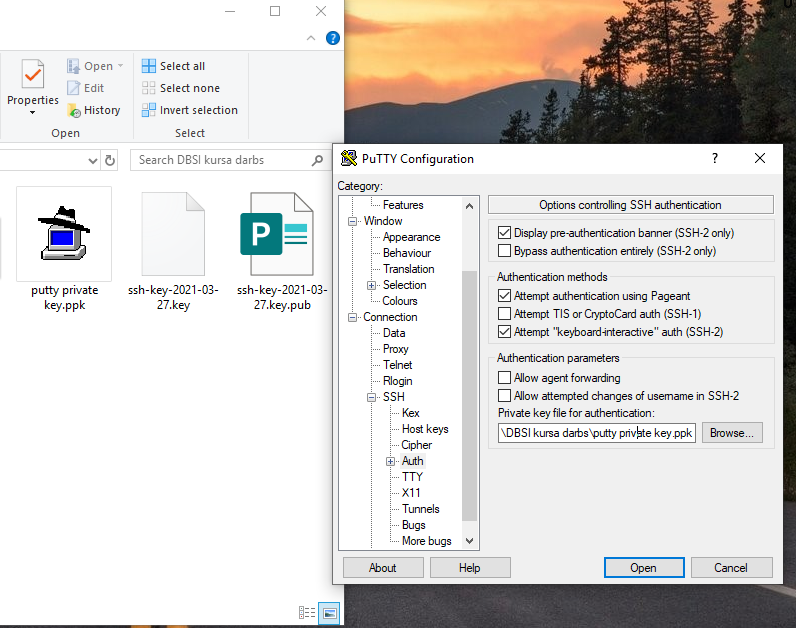 Properties
Open
Edit
History
Open
Select all
Select none
Invert selection
Select
Search DBSI kursa darbs
putty private
key.ppk
ssh-key-2021-03-
27.key
P
ssh-key-2021-03-
27.key.pub
PuTTY Configuration
?
Category:
Features
Window
Appearance
Behaviour
Translation
Selection
Colours
Connection
Data
Proxy
Telnet
Rlogin
SSH
Kex
Host keys
Cipher
Auth
TTY
X11
Tunnels
Bugs
More bugs
Options controlling SSH authentication
Display pre-authentication banner (SSH-2 only)
Bypass authentication entirely (SSH-2 only)
Authentication methods
Attempt authentication using Pageant
Attempt TIS or CryptoCard auth (SSH-1)
Attempt "keyboard-interactive" auth (SSH-2)
Authentication parameters
Allow agent forwarding
Allow attempted changes of username in SSH-2
Private key file for authentication:
\DBSI kursa darbs\putty private key.ppk
Browse...
About
Help
Open
Cancel